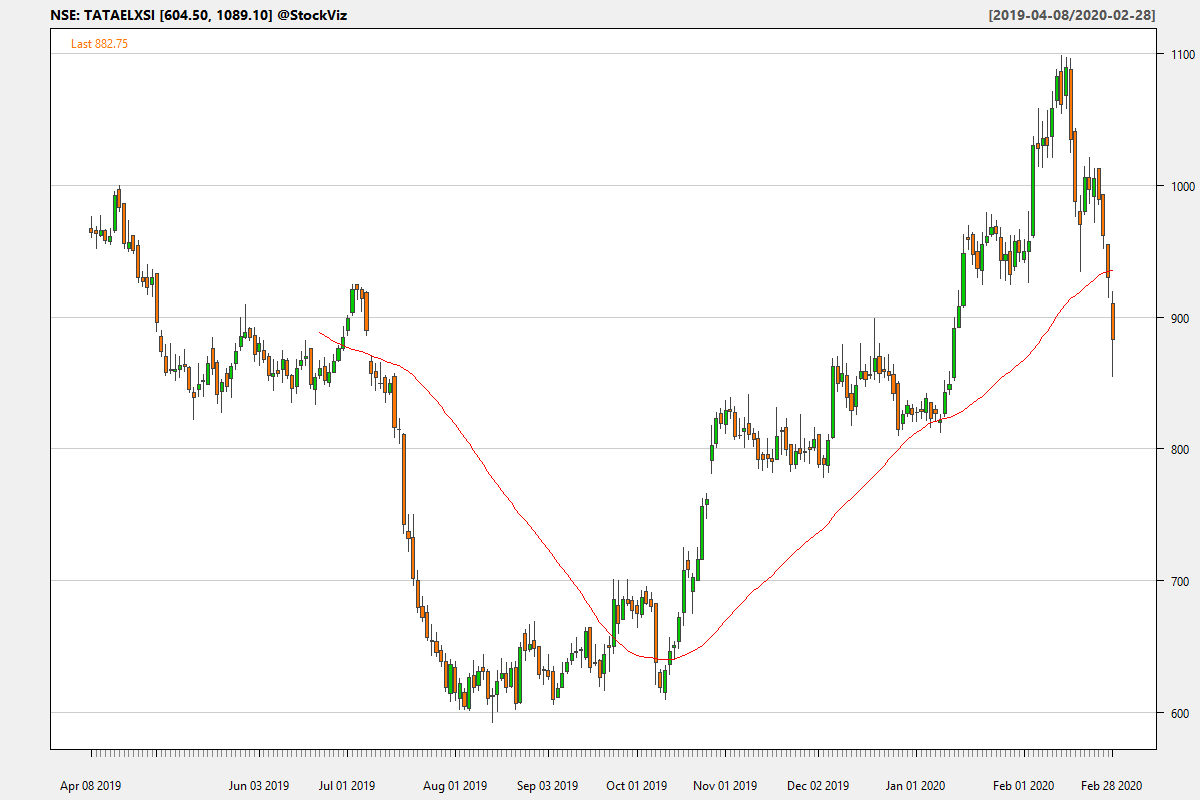 NSE: TATAELXSI [604.50, 1089.10] @StockViz [2019-04-08/2020-02-28]
Last 882.75
1100
1000
900
800
700
600
Apr 08 2019 Jun 03 2019 Jul 01 2019 Aug 01 2019 Sep 03 2019 Oct 01 2019 Nov 01 2019 Dec 02 2019 Jan 01 2020 Feb 01 2020 Feb 28 2020